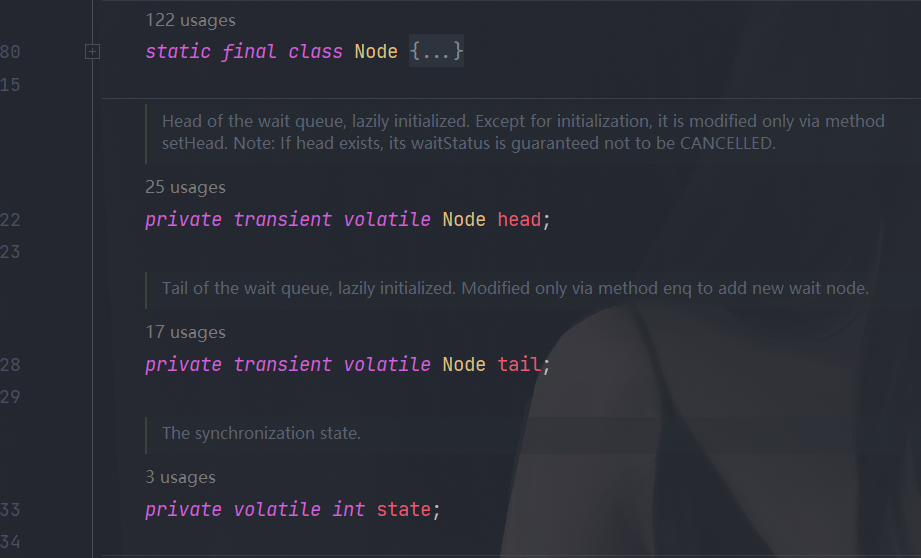 122 usages
80 static final class Node {...}
15
Head of the wait queue, lazily initialized. Except for initialization, it is modified only via method
setHead. Note: If head exists, its waitStatus is guaranteed not to be CANCELLED.
25 usages
22 private transient volatile Node head;
23
Tail of the wait queue, lazily initialized. Modified only via method enq to add new wait node.
17 usages
28 private transient volatile Node tail;
29
The synchronization state.
3 usages
33 private volatile int state;
34